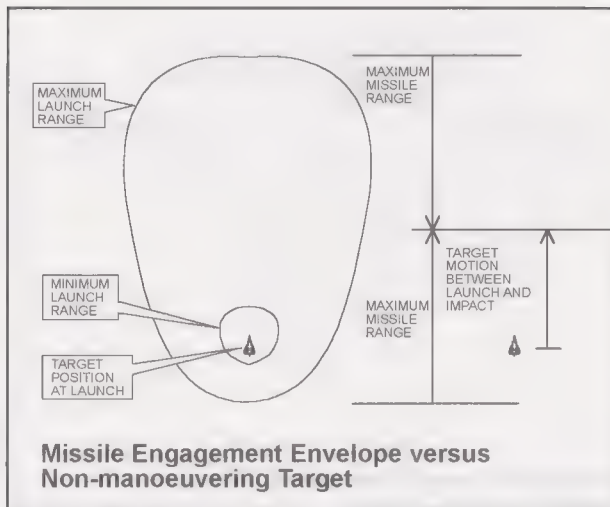 MAXIMUM
LAUNCH
RANGE
MAXIMUM
MISSILE
RANGE
MINIMUM
LAUNCH
RANGE
TARGET
POSITION
AT LAUNCH
MAXIMUM
MISSILE
RANGE
TARGET
MOTION
BETWEEN
LAUNCH AND
IMPACT
Missile Engagement Envelope versus
Non-manoeuvering Target